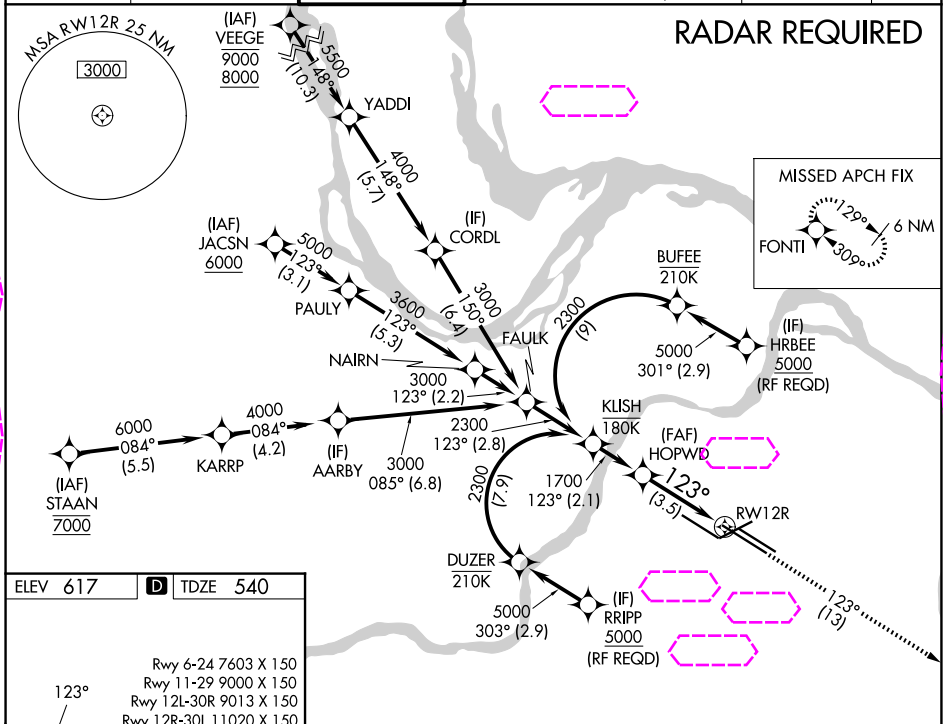 RADAR REQUIRED
MSA RW12R 25 NM
3000
(IAF)
VEEGE
9000
8000
5500
148°
(10.3)
YADDI
4000
148°
(5.7)
(IF)
CORDL
3000
150°
(6.4)
(IAF)
JACSN
6000
5000
123°
(3.1)
PAULY
3600
123°
(5.3)
NAIRN
3000
123° (2.2)
FAULK
MISSED APCH FIX
FONTI
129°
309°
6 NM
BUFEE
210K
2300
(9)
5000
301° (2.9)
(IF)
HRBEE
5000
(RF REQD)
(IAF)
STAAN
7000
6000
084°
(5.5)
KARRP
4000
084°
(4.2)
(IF)
AARBY
3000
085° (6.8)
2300
123° (2.8)
KLISH
180K
1700
123° (2.1)
(FAF)
HOPWD
123°
(3.5)
RW12R
123°
(13)
2300
(7.9)
DUZER
210K
5000
303° (2.9)
(IF)
RRIPP
5000
(RF REQD)
ELEV 617
D
TDZE 540
Rwy 6-24 7603 X 150
Rwy 11-29 9000 X 150
Rwy 12L-30R 9013 X 150
Rwy 12R-30L 11020 X 150
123°